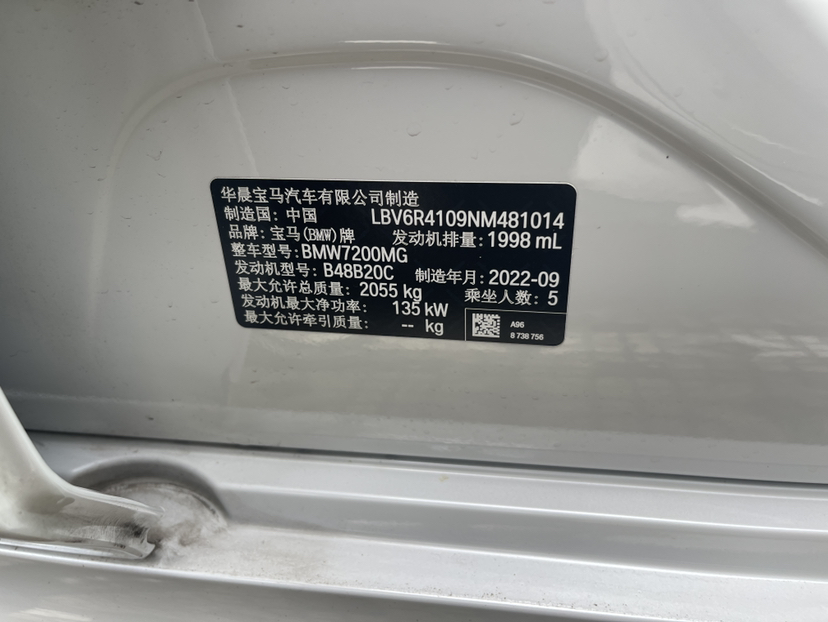 华晨宝马汽车有限公司制造
制造国: 中国 LBV6R4109NM481014
品牌: 宝马(BMW)牌 发动机排量: 1998 mL
整车型号: BMW7200MG
发动机型号: B48B20C 制造年月: 2022-09
最大允许总质量: 2055 kg 乘坐人数: 5
发动机最大净功率: 135 kW
最大允许牵引质量: -- kg
A96
8 738 756